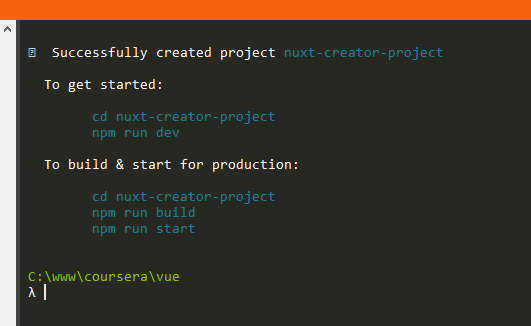 Successfully created project nuxt-creator-project
To get started:
cd nuxt-creator-project
npm run dev
To build & start for production:
cd nuxt-creator-project
npm run build
npm run start
C:\www\coursera\vue
λ